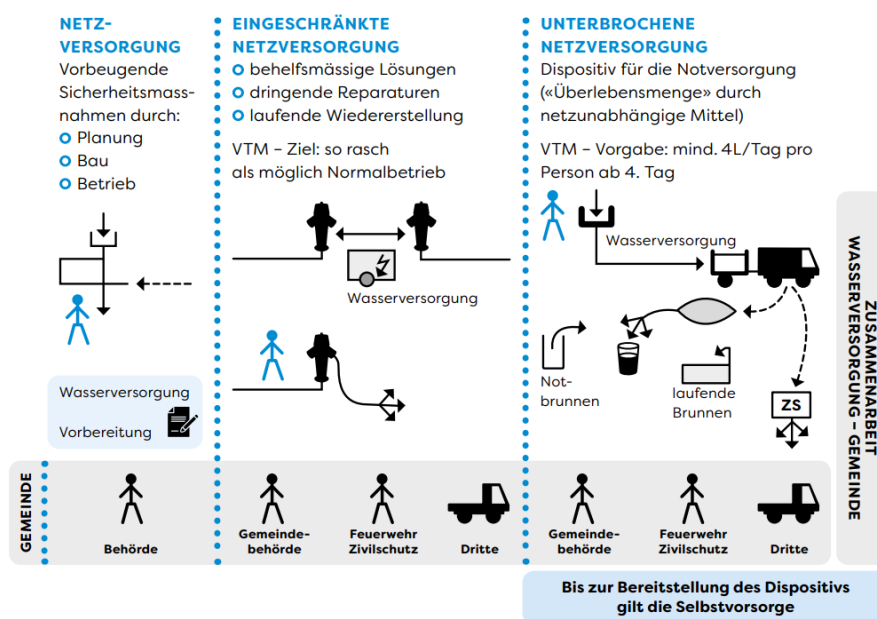 NETZ-
VERSORGUNG
Vorbeugende
Sicherheitsmass-
nahmen durch:
Planung
Bau
Betrieb
Wasserversorgung
Vorbereitung
EINGESCHRÄNKTE
NETZVERSORGUNG
behelfsmässige Lösungen
dringende Reparaturen
laufende Wiedererstellung
VTM – Ziel: so rasch
als möglich Normalbetrieb
Wasserversorgung
UNTERBROCHENE
NETZVERSORGUNG
Dispositiv für die Notversorgung
(«Überlebensmenge» durch
netzunabhängige Mittel)
VTM – Vorgabe: mind. 4L/Tag pro
Person ab 4. Tag
Wasserversorgung
Not-
brunnen
laufende
Brunnen
ZS
ZUSAMMENARBEIT
WASSERVERSORGUNG – GEMEINDE
GEMEINDE
Behörde
Gemeinde-
behörde
Feuerwehr
Zivilschutz
Dritte
Gemeinde-
behörde
Feuerwehr
Zivilschutz
Dritte
Bis zur Bereitstellung des Dispositivs
gilt die Selbstvorsorge